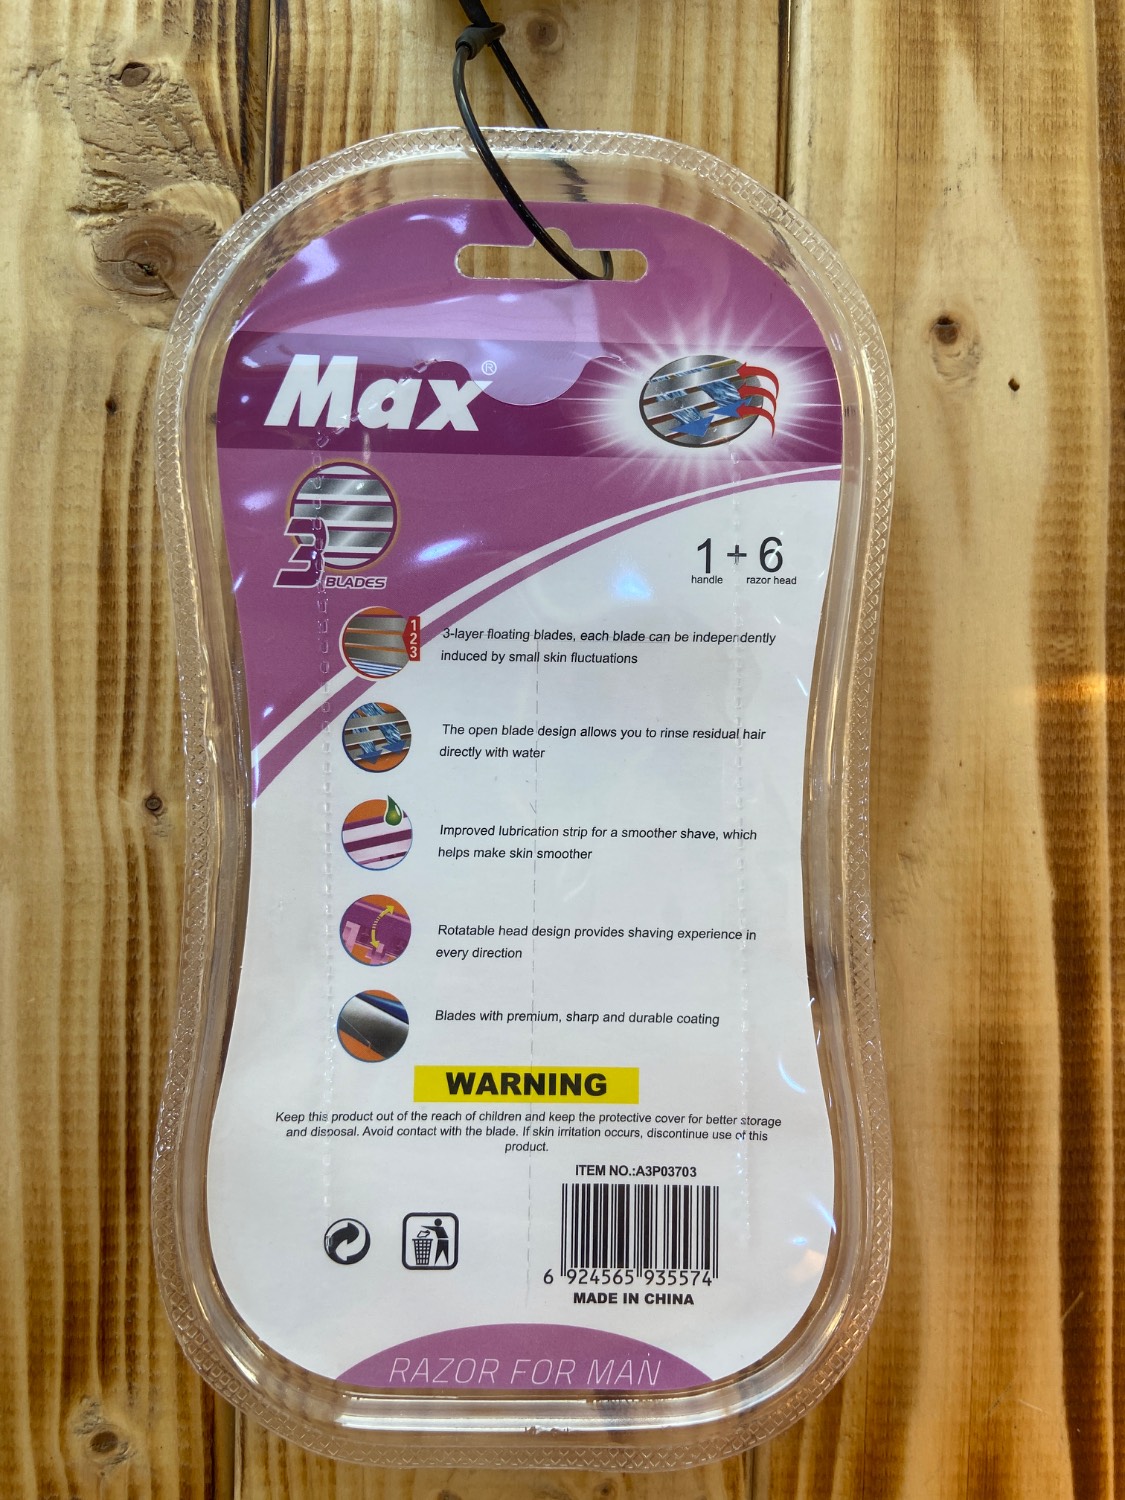 Max®
3 BLADES
1 + 6
handle razor head
1
2
3
3-layer floating blades, each blade can be independently
induced by small skin fluctuations
The open blade design allows you to rinse residual hair
directly with water
Improved lubrication strip for a smoother shave, which
helps make skin smoother
Rotatable head design provides shaving experience in
every direction
Blades with premium, sharp and durable coating
WARNING
Keep this product out of the reach of children and keep the protective cover for better storage
and disposal. Avoid contact with the blade. If skin irritation occurs, discontinue use of this
product.
ITEM NO.:A3P03703
6 924565 935574
MADE IN CHINA
RAZOR FOR MAN